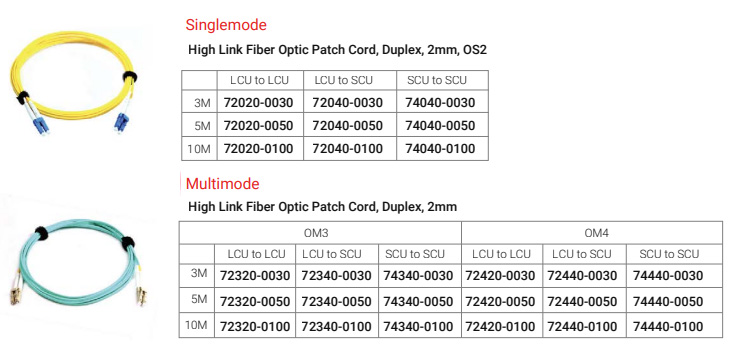 Singlemode
High Link Fiber Optic Patch Cord, Duplex, 2mm, OS2
LCU to LCU LCU to SCU SCU to SCU
3M 72020-0030 72040-0030 74040-0030
5M 72020-0050 72040-0050 74040-0050
10M 72020-0100 72040-0100 74040-0100
Multimode
High Link Fiber Optic Patch Cord, Duplex, 2mm
OM3 OM4
LCU to LCU LCU to SCU SCU to SCU LCU to LCU LCU to SCU SCU to SCU
3M 72320-0030 72340-0030 74340-0030 72420-0030 72440-0030 74440-0030
5M 72320-0050 72340-0050 74340-0050 72420-0050 72440-0050 74440-0050
10M 72320-0100 72340-0100 74340-0100 72420-0100 72440-0100 74440-0100